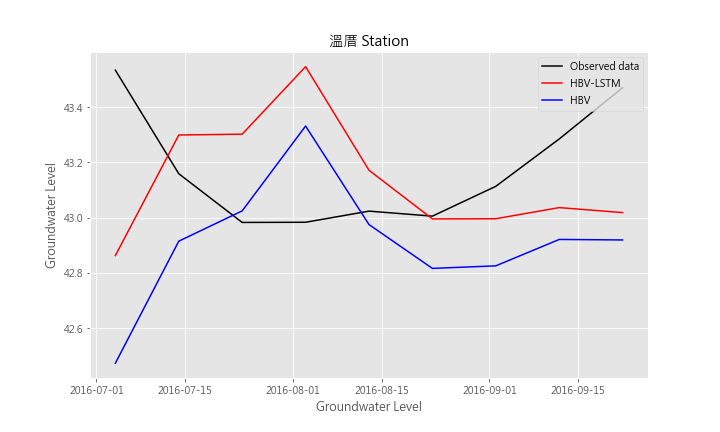 溫厝 Station
Observed data
HBV-LSTM
HBV
43.4
43.2
43.0
42.8
42.6
Groundwater Level
2016-07-01 2016-07-15 2016-08-01 2016-08-15 2016-09-01 2016-09-15
Groundwater Level